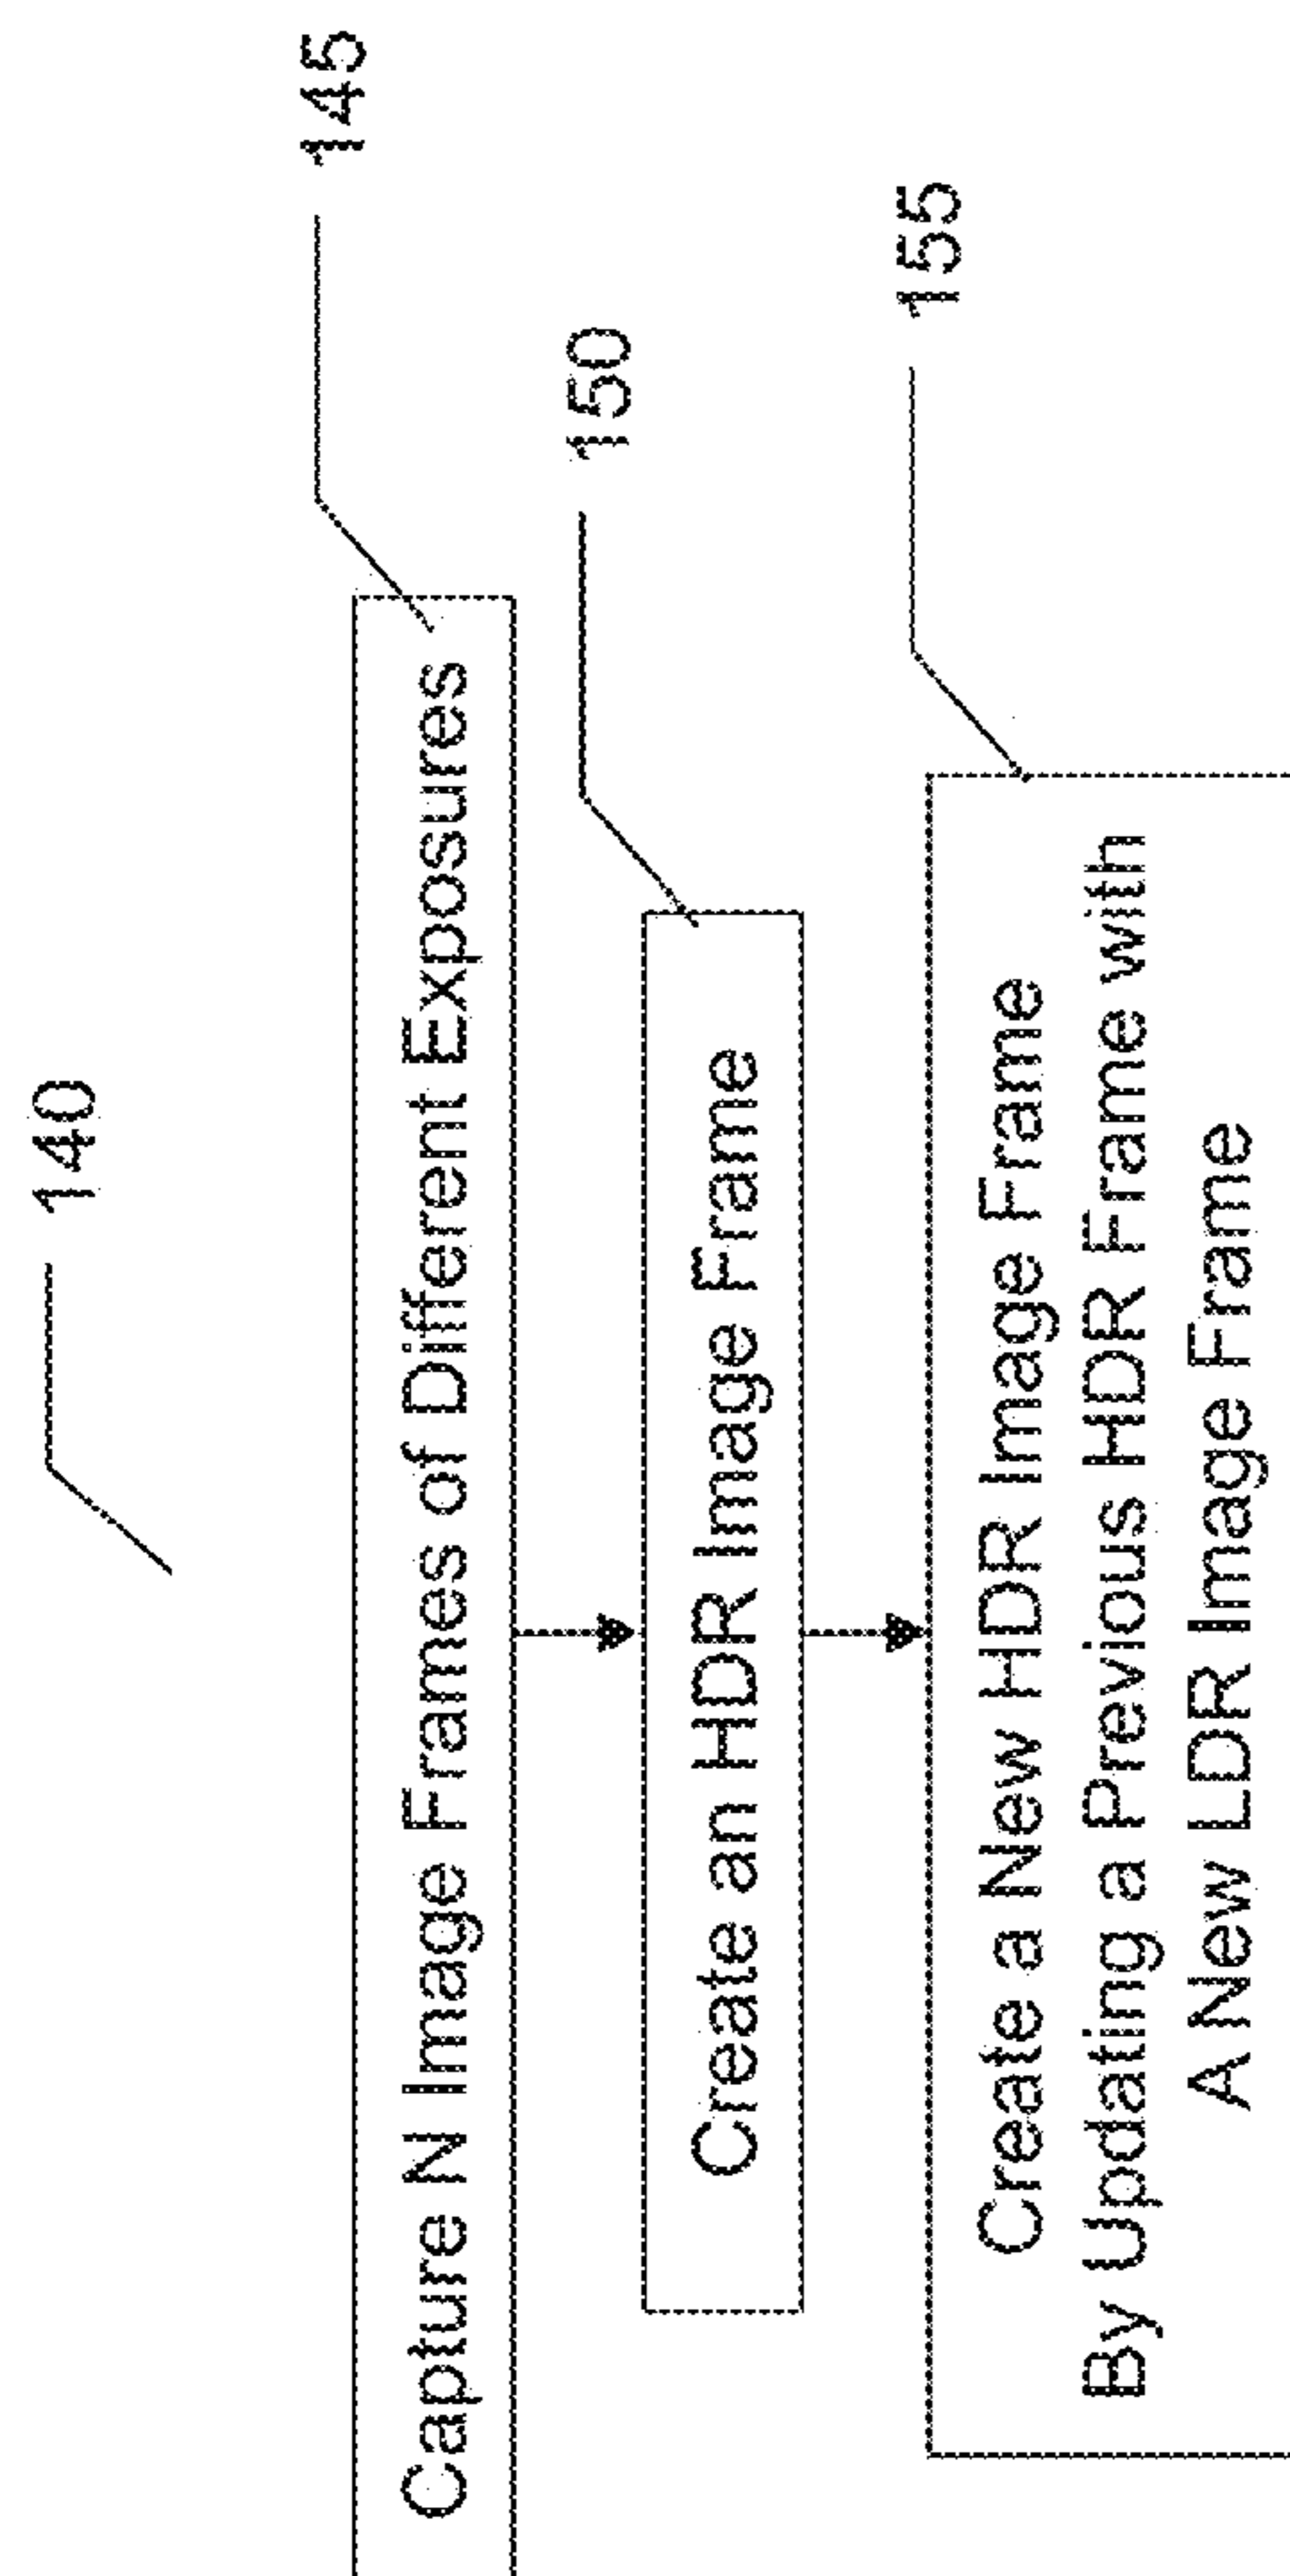 140
145
Capture N Image Frames of Different Exposures
150
Create an HDR Image Frame
155
Create a New HDR Image Frame
By Updating a Previous HDR Frame with
A New LDR Image Frame